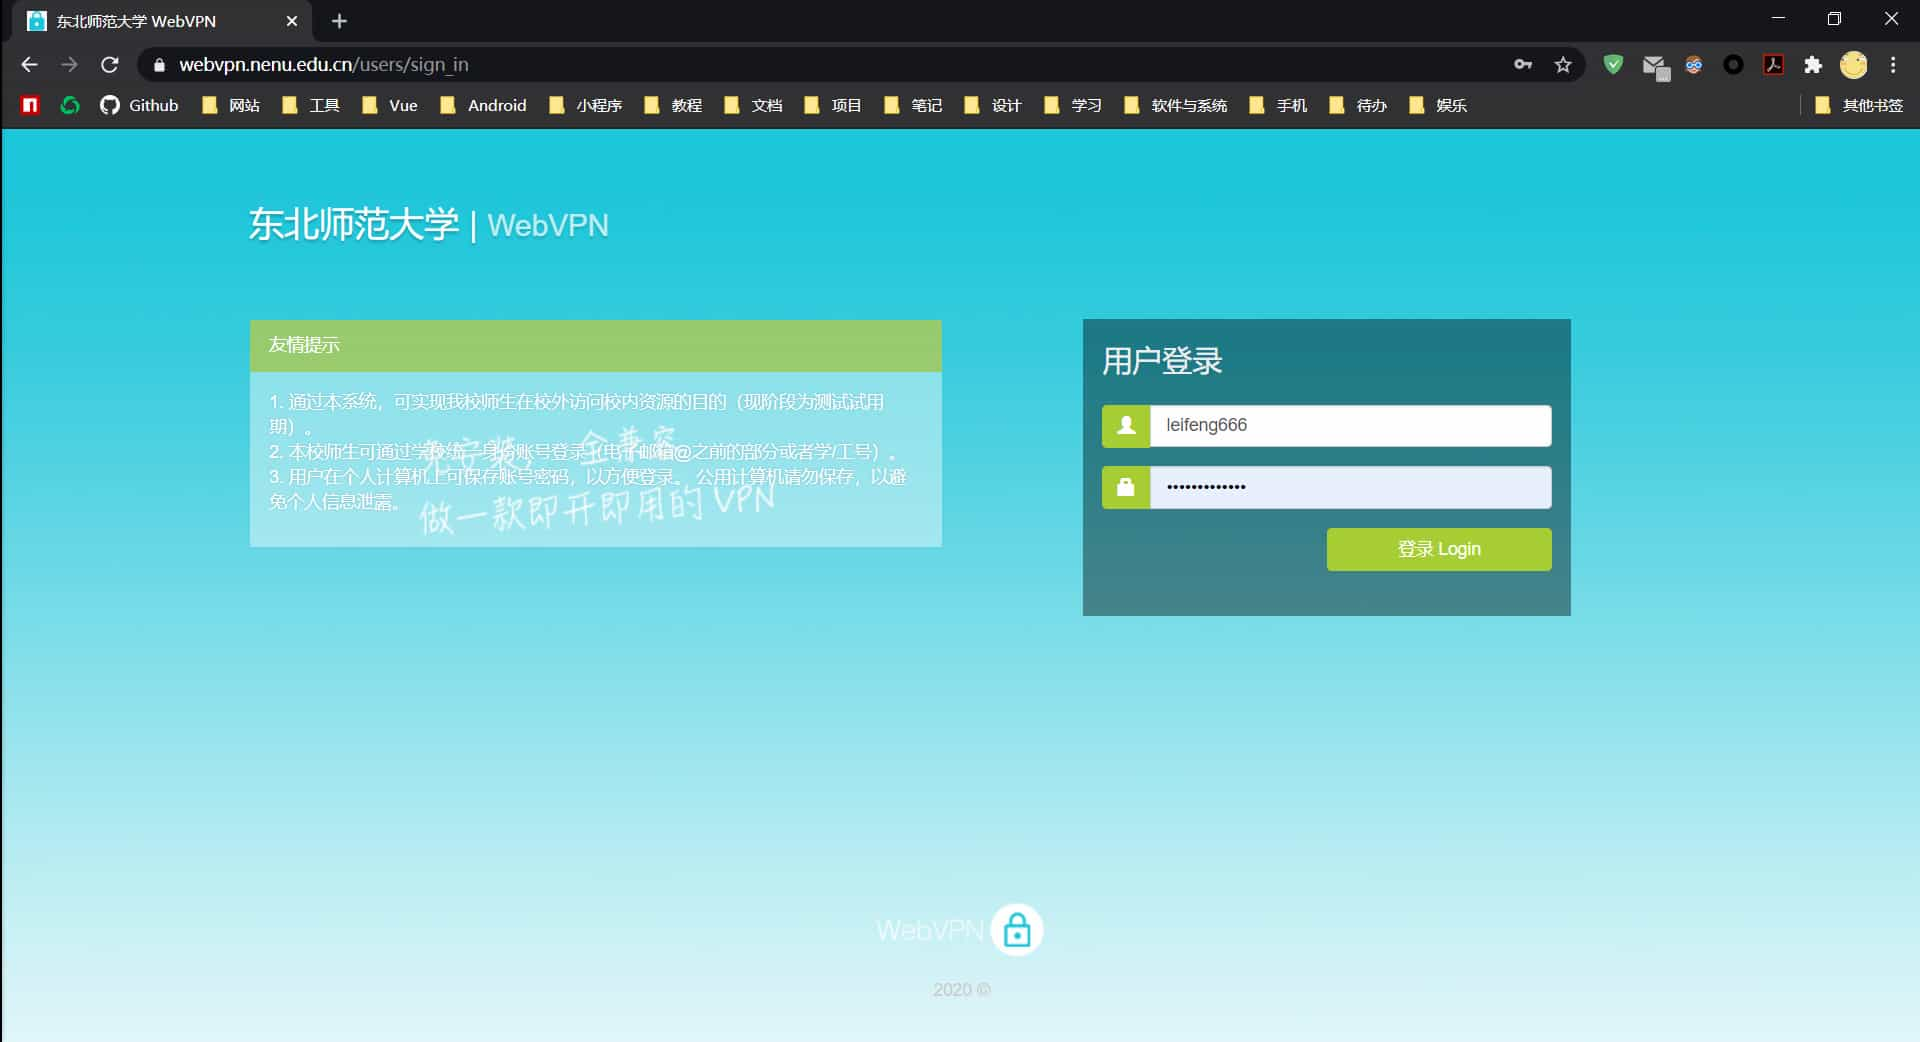 东北师范大学 WebVPN
webvpn.nenu.edu.cn/users/sign_in
Github 网站 工具 Vue Android 小程序 教程 文档 项目 笔记 设计 学习 软件与系统 手机 待办 娱乐 其他书签
东北师范大学 | WebVPN
友情提示
1. 通过本系统，可实现我校师生在校外访问校内资源的目的（现阶段为测试试用
期）。
2. 本校师生可通过学校统一身份账号登录（电子邮箱@之前的部分或者学/工号）。
3. 用户在个人计算机上可保存账号密码，以方便登录。 公用计算机请勿保存，以避
免个人信息泄露。
免安装， 全兼容
做一款即开即用的 VPN
用户登录
leifeng666
•••••••••••••
登录 Login
WebVPN
2020 ©